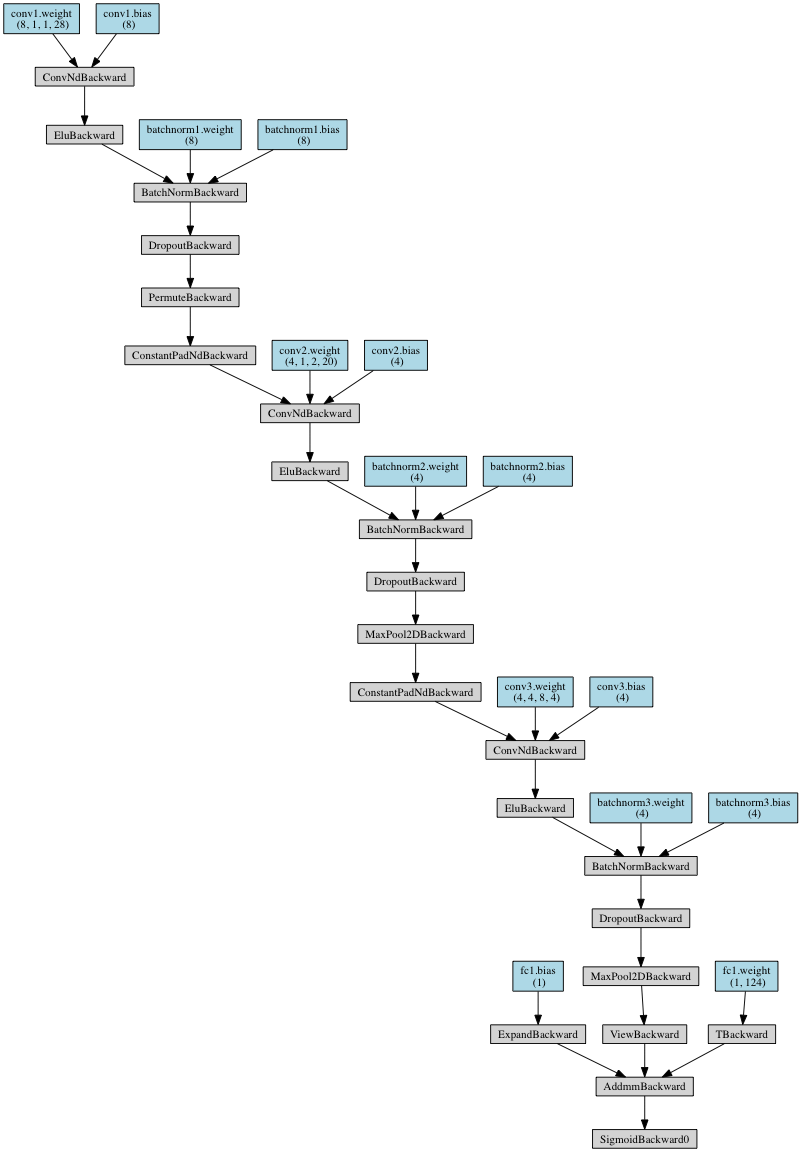 conv1.weight
(8, 1, 1, 28)
conv1.bias
(8)
ConvNdBackward
EluBackward
batchnorm1.weight
(8)
batchnorm1.bias
(8)
BatchNormBackward
DropoutBackward
PermuteBackward
ConstantPadNdBackward
conv2.weight
(4, 1, 2, 20)
conv2.bias
(4)
ConvNdBackward
EluBackward
batchnorm2.weight
(4)
batchnorm2.bias
(4)
BatchNormBackward
DropoutBackward
MaxPool2DBackward
ConstantPadNdBackward
conv3.weight
(4, 4, 8, 4)
conv3.bias
(4)
ConvNdBackward
EluBackward
batchnorm3.weight
(4)
batchnorm3.bias
(4)
BatchNormBackward
DropoutBackward
fc1.bias
(1)
MaxPool2DBackward
fc1.weight
(1, 124)
ExpandBackward
ViewBackward
TBackward
AddmmBackward
SigmoidBackward0